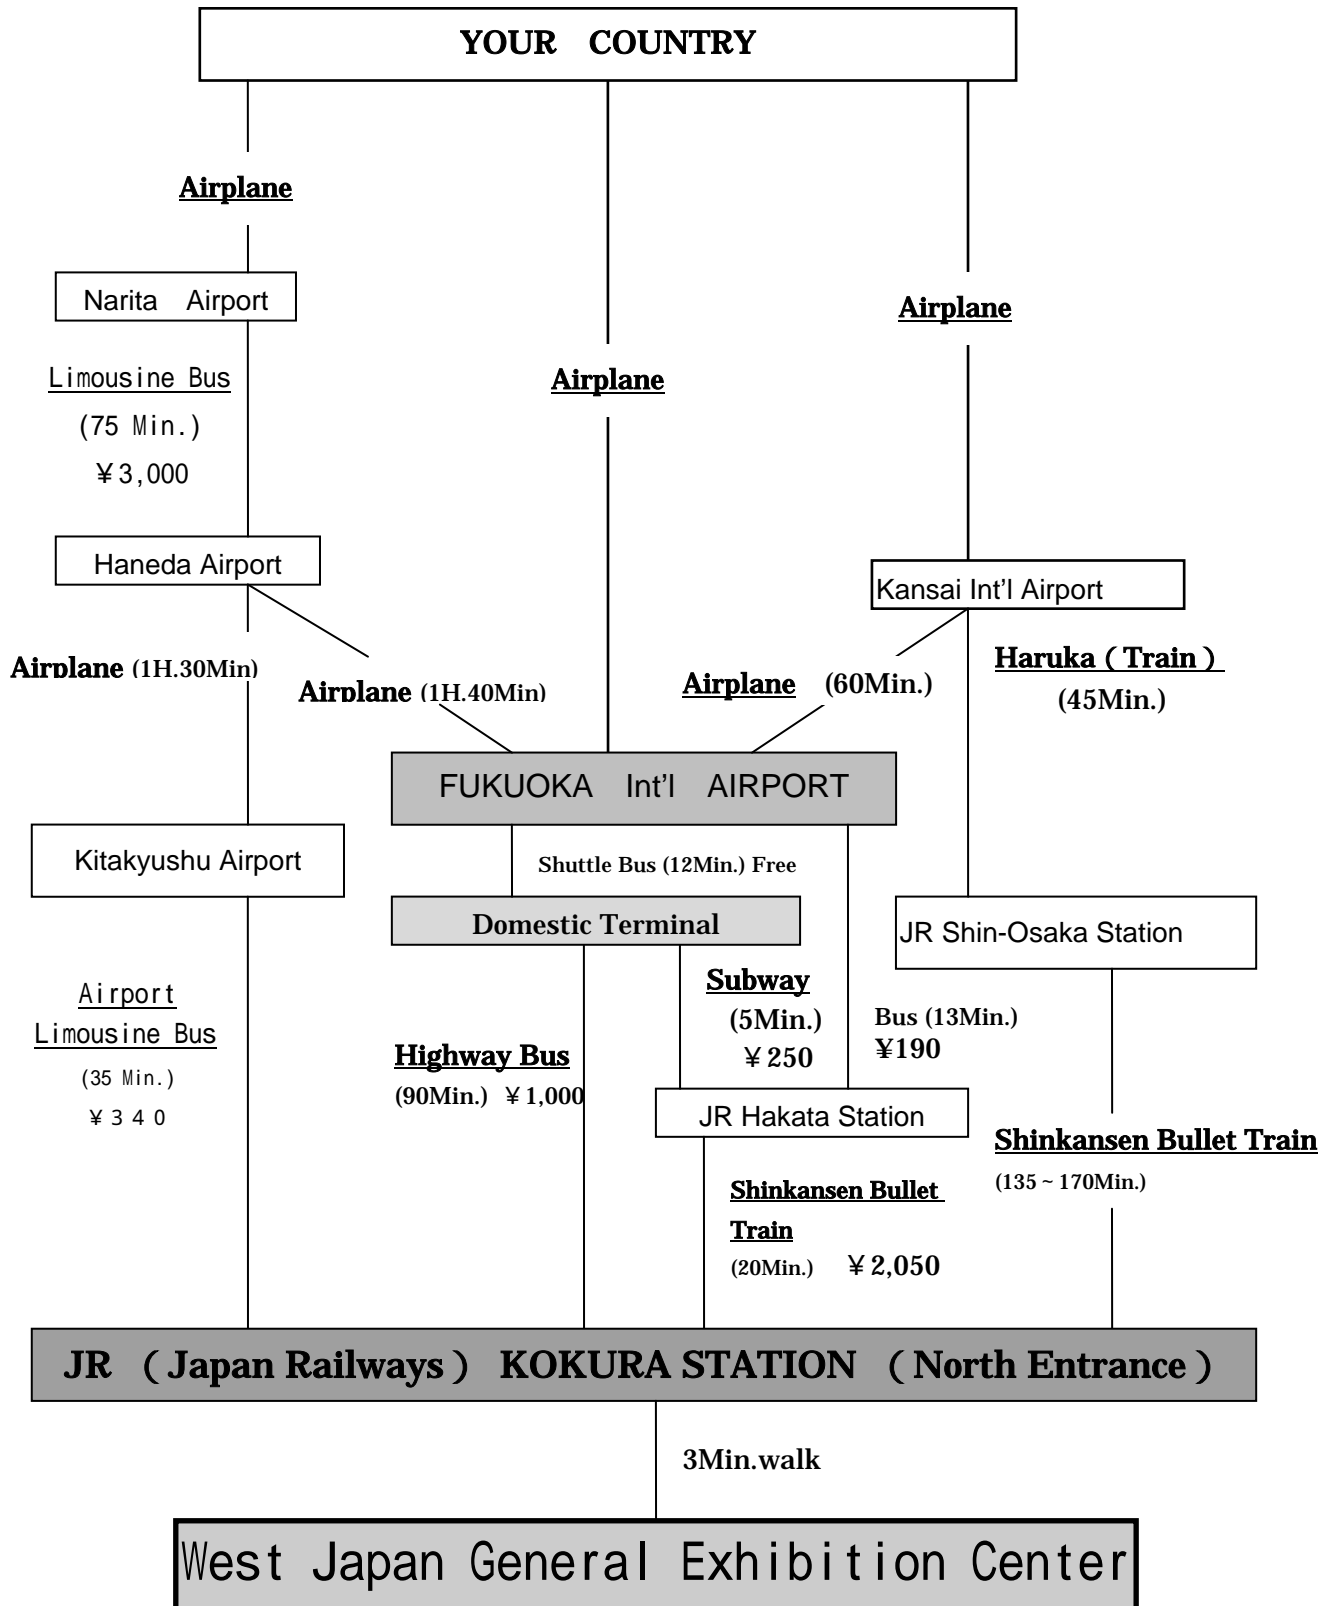 YOUR COUNTRY
Airplane
Narita Airport
Airplane
Limousine Bus
(75 Min.)
¥3,000
Airplane
Haneda Airport
Kansai Int'l Airport
Airplane (1H.30Min)
Airplane (1H.40Min)
Airplane (60Min.)
Haruka ( Train )
(45Min.)
FUKUOKA Int'l AIRPORT
Kitakyushu Airport
Shuttle Bus (12Min.) Free
Domestic Terminal
JR Shin-Osaka Station
Airport
Limousine Bus
(35 Min.)
¥340
Highway Bus
(90Min.) ¥1,000
Subway
(5Min.)
¥250
Bus (13Min.)
¥190
JR Hakata Station
Shinkansen Bullet Train
(135 ~ 170Min.)
Shinkansen Bullet
Train
(20Min.) ¥2,050
JR ( Japan Railways ) KOKURA STATION ( North Entrance )
3Min.walk
West Japan General Exhibition Center